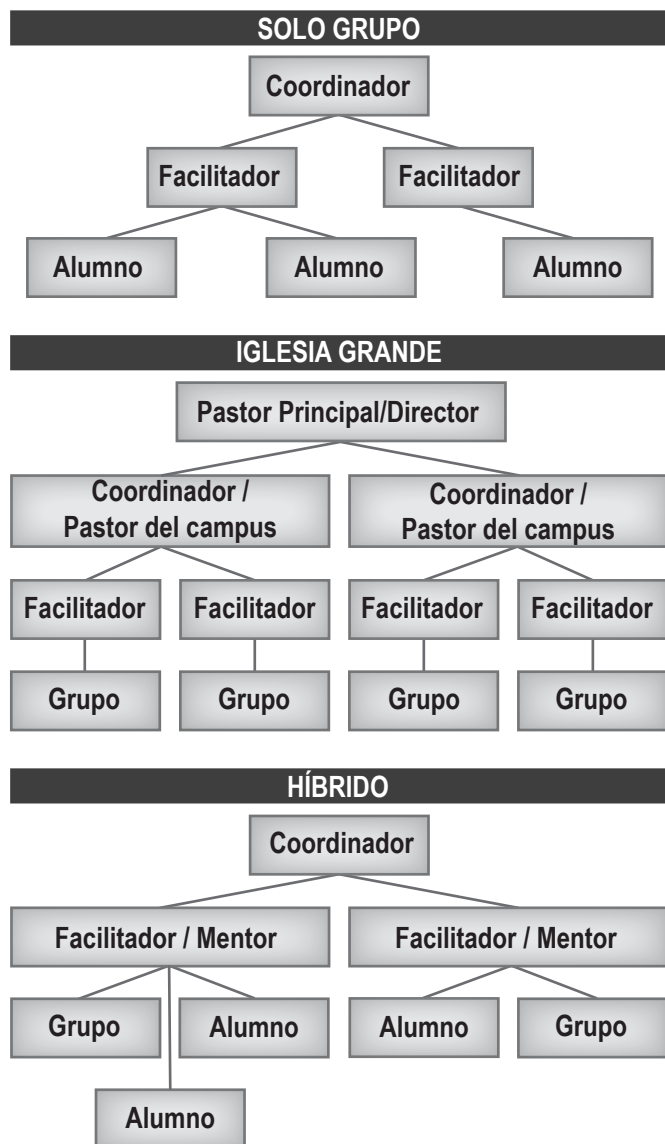 SOLO GRUPO
Coordinador
Facilitador
Facilitador
Alumno
Alumno
Alumno
IGLESIA GRANDE
Pastor Principal/Director
Coordinador /
Pastor del campus
Coordinador /
Pastor del campus
Facilitador
Facilitador
Facilitador
Facilitador
Grupo
Grupo
Grupo
Grupo
HÍBRIDO
Coordinador
Facilitador / Mentor
Facilitador / Mentor
Grupo
Alumno
Alumno
Grupo
Alumno